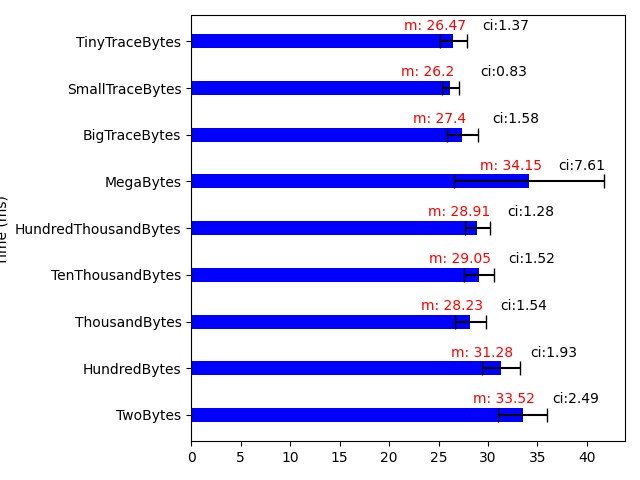 m: 26.47 ci:1.37
TinyTraceBytes
m: 26.2 ci:0.83
SmallTraceBytes
m: 27.4 ci:1.58
BigTraceBytes
m: 34.15 ci:7.61
MegaBytes
m: 28.91 ci:1.28
HundredThousandBytes
m: 29.05 ci:1.52
TenThousandBytes
m: 28.23 ci:1.54
ThousandBytes
m: 31.28 ci:1.93
HundredBytes
m: 33.52 ci:2.49
TwoBytes
0 5 10 15 20 25 30 35 40
(ms)